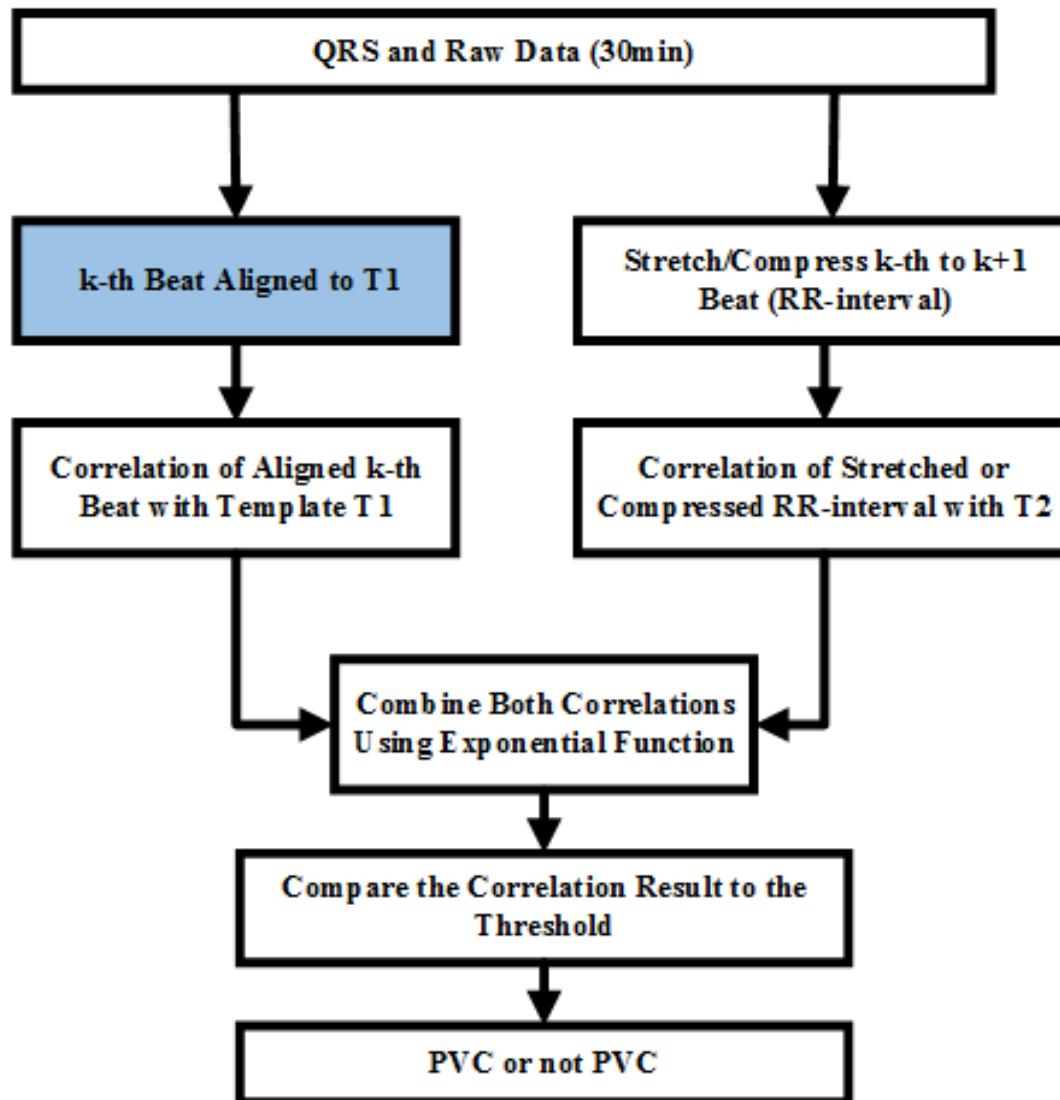 QRS and Raw Data (30min)
k-th Beat Aligned to T1
Stretch/Compress k-th to k+1
Beat (RR-interval)
Correlation of Aligned k-th
Beat with Template T1
Correlation of Stretched or
Compressed RR-interval with T2
Combine Both Correlations
Using Exponential Function
Compare the Correlation Result to the
Threshold
PVC or not PVC